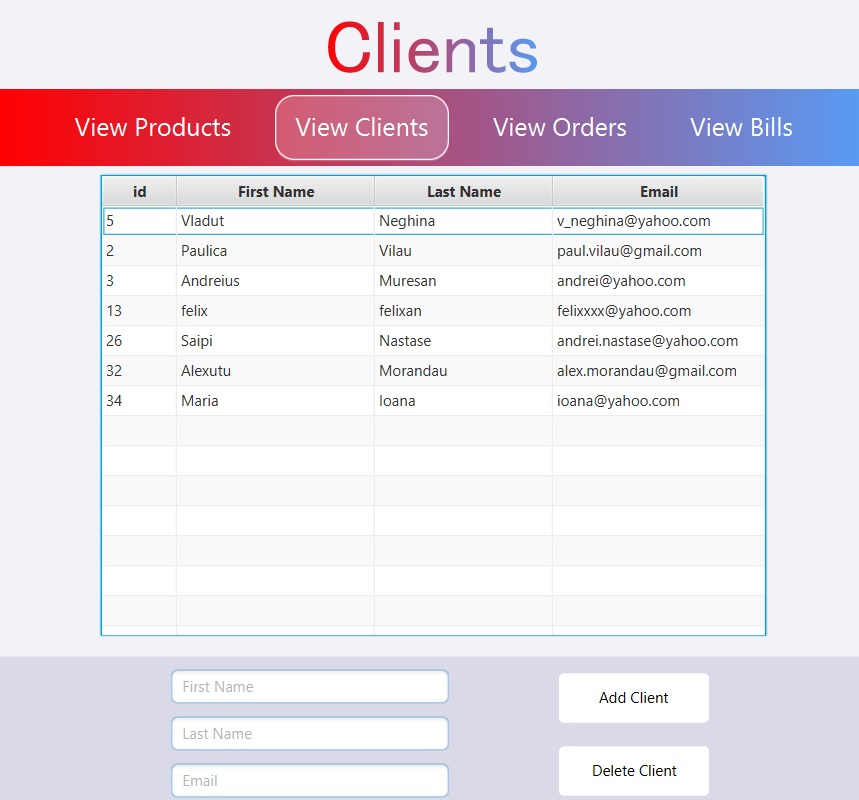 Clients
View Products View Clients View Orders View Bills
id First Name Last Name Email
5 Vladut Neghina v_neghina@yahoo.com
2 Paulica Vilau paul.vilau@gmail.com
3 Andreius Muresan andrei@yahoo.com
13 felix felixan felixxxx@yahoo.com
26 Saipi Nastase andrei.nastase@yahoo.com
32 Alexutu Morandau alex.morandau@gmail.com
34 Maria Ioana ioana@yahoo.com
First Name
Add Client
Last Name
Delete Client
Email